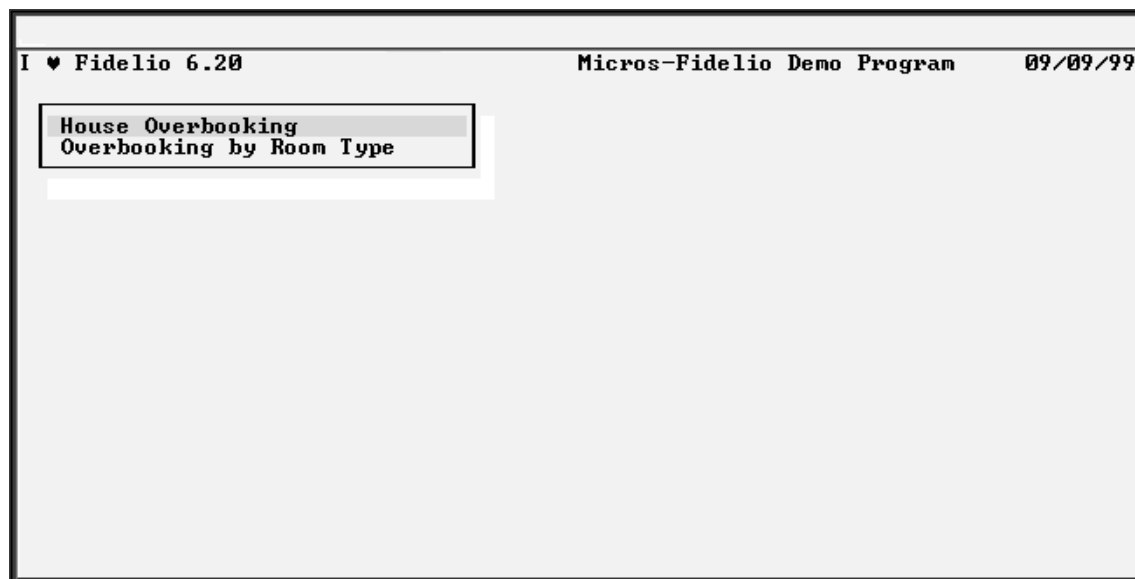 I ♥ Fidelio 6.20 Micros-Fidelio Demo Program 09/09/99
House Overbooking
Overbooking by Room Type